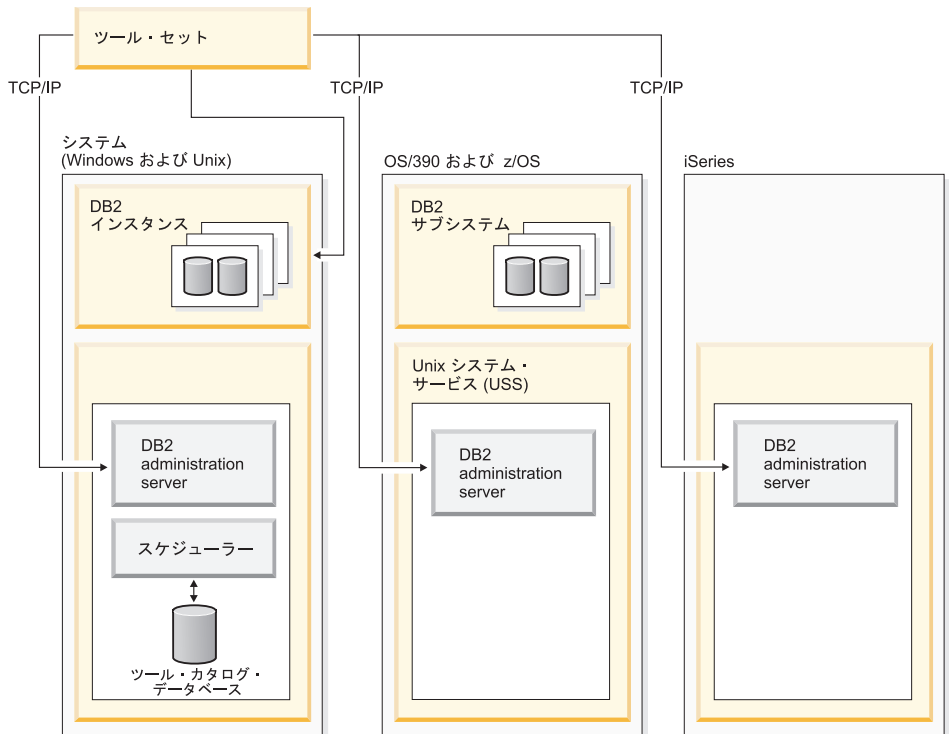 ツール・セット
TCP/IP
TCP/IP
TCP/IP
システム
(Windows および Unix)
OS/390 および z/OS
iSeries
DB2
インスタンス
DB2
サブシステム
Unix システム・
サービス (USS)
DB2
administration
server
DB2
administration
server
DB2
administration
server
スケジューラー
ツール・カタログ・
データベース